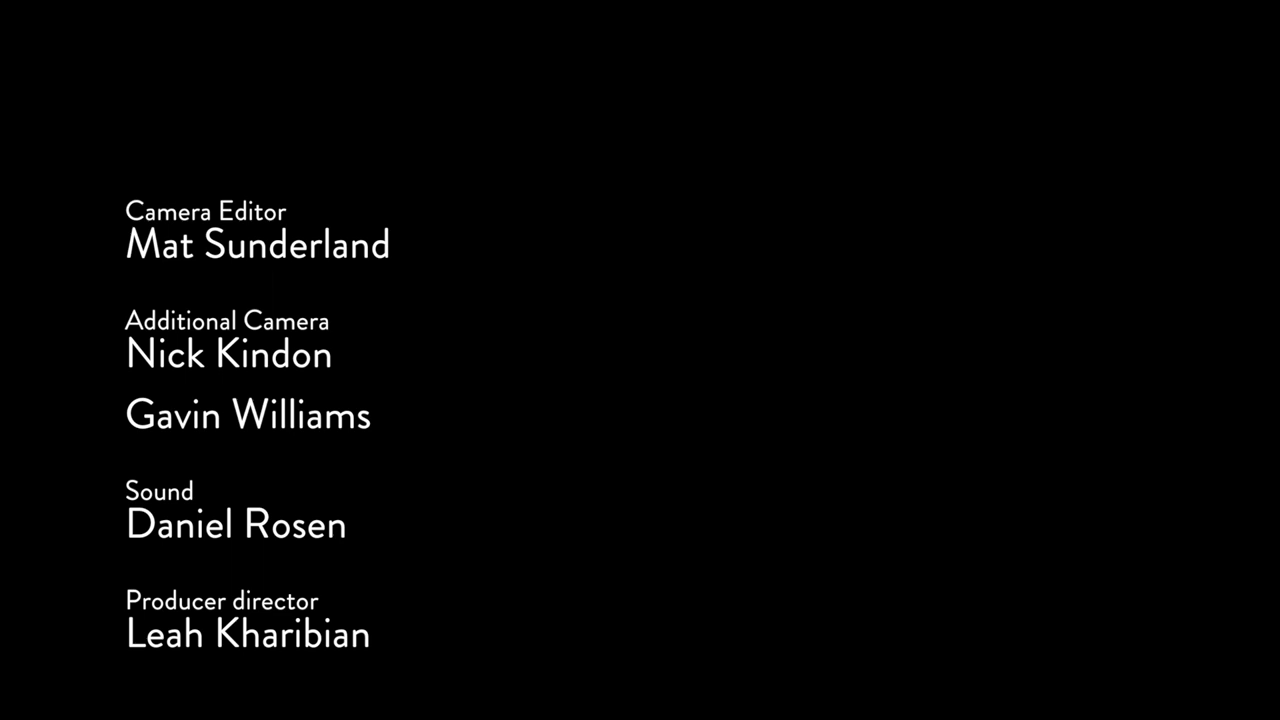 Camera Editor
Mat Sunderland
Additional Camera
Nick Kindon
Gavin Williams
Sound
Daniel Rosen
Producer director
Leah Kharibian